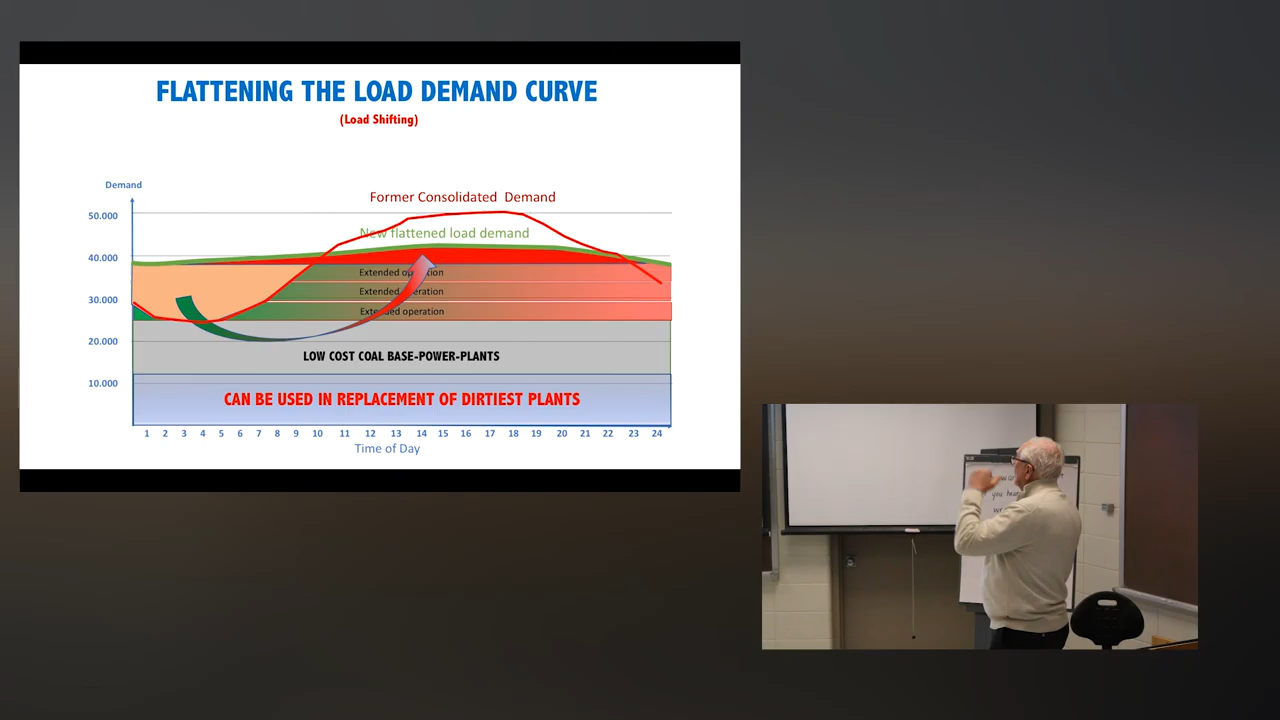 FLATTENING THE LOAD DEMAND CURVE
(Load Shifting)
Demand
Former Consolidated Demand
50.000
New flattened load demand
40.000
Extended operation
Extended operation
30.000
Extended operation
20.000
LOW COST COAL BASE-POWER-PLANTS
10.000
CAN BE USED IN REPLACEMENT OF DIRTIEST PLANTS
1 2 3 4 5 6 7 8 9 10 11 12 13 14 15 16 17 18 19 20 21 22 23 24
Time of Day
you